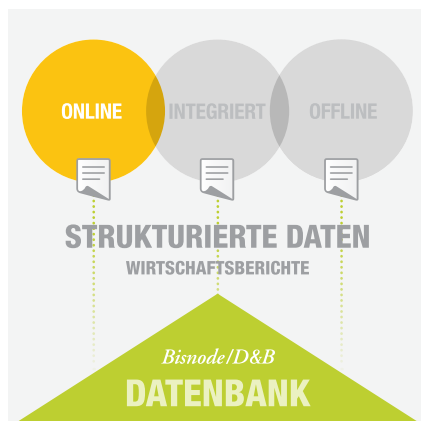 ONLINE INTEGRIERT OFFLINE
STRUKTURIERTE DATEN
WIRTSCHAFTSBERICHTE
Bisnode/D&B
DATENBANK